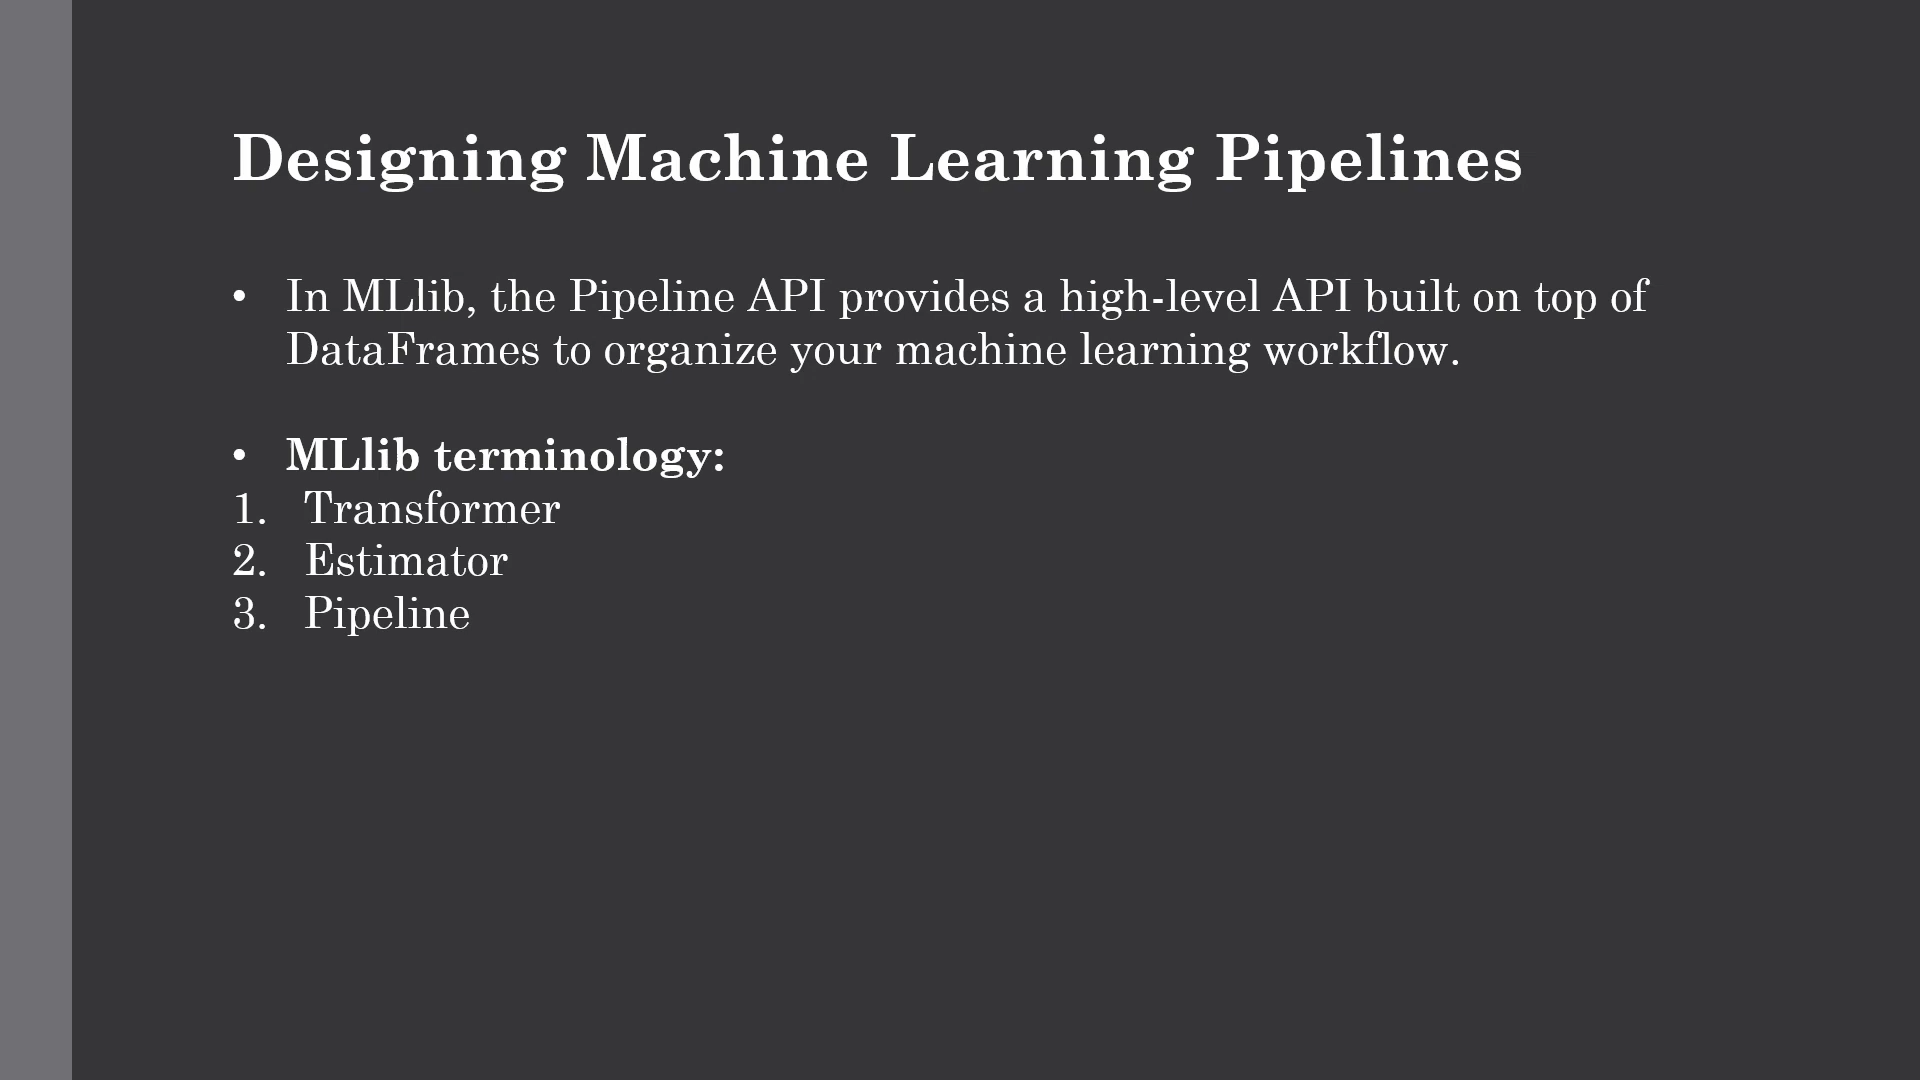 Designing Machine Learning Pipelines
• In MLlib, the Pipeline API provides a high-level API built on top of
DataFrames to organize your machine learning workflow.
• MLlib terminology:
1. Transformer
2. Estimator
3. Pipeline